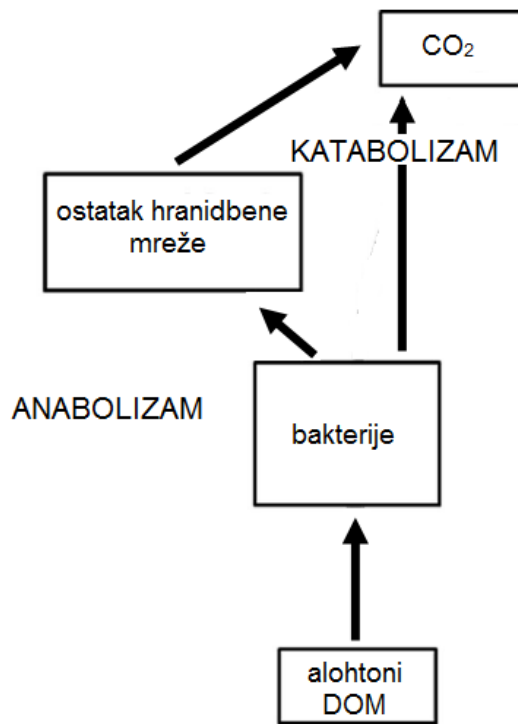 CO₂
KATABOLIZAM
ostatak hranidbene
mreže
ANABOLIZAM
bakterije
alohtoni
DOM